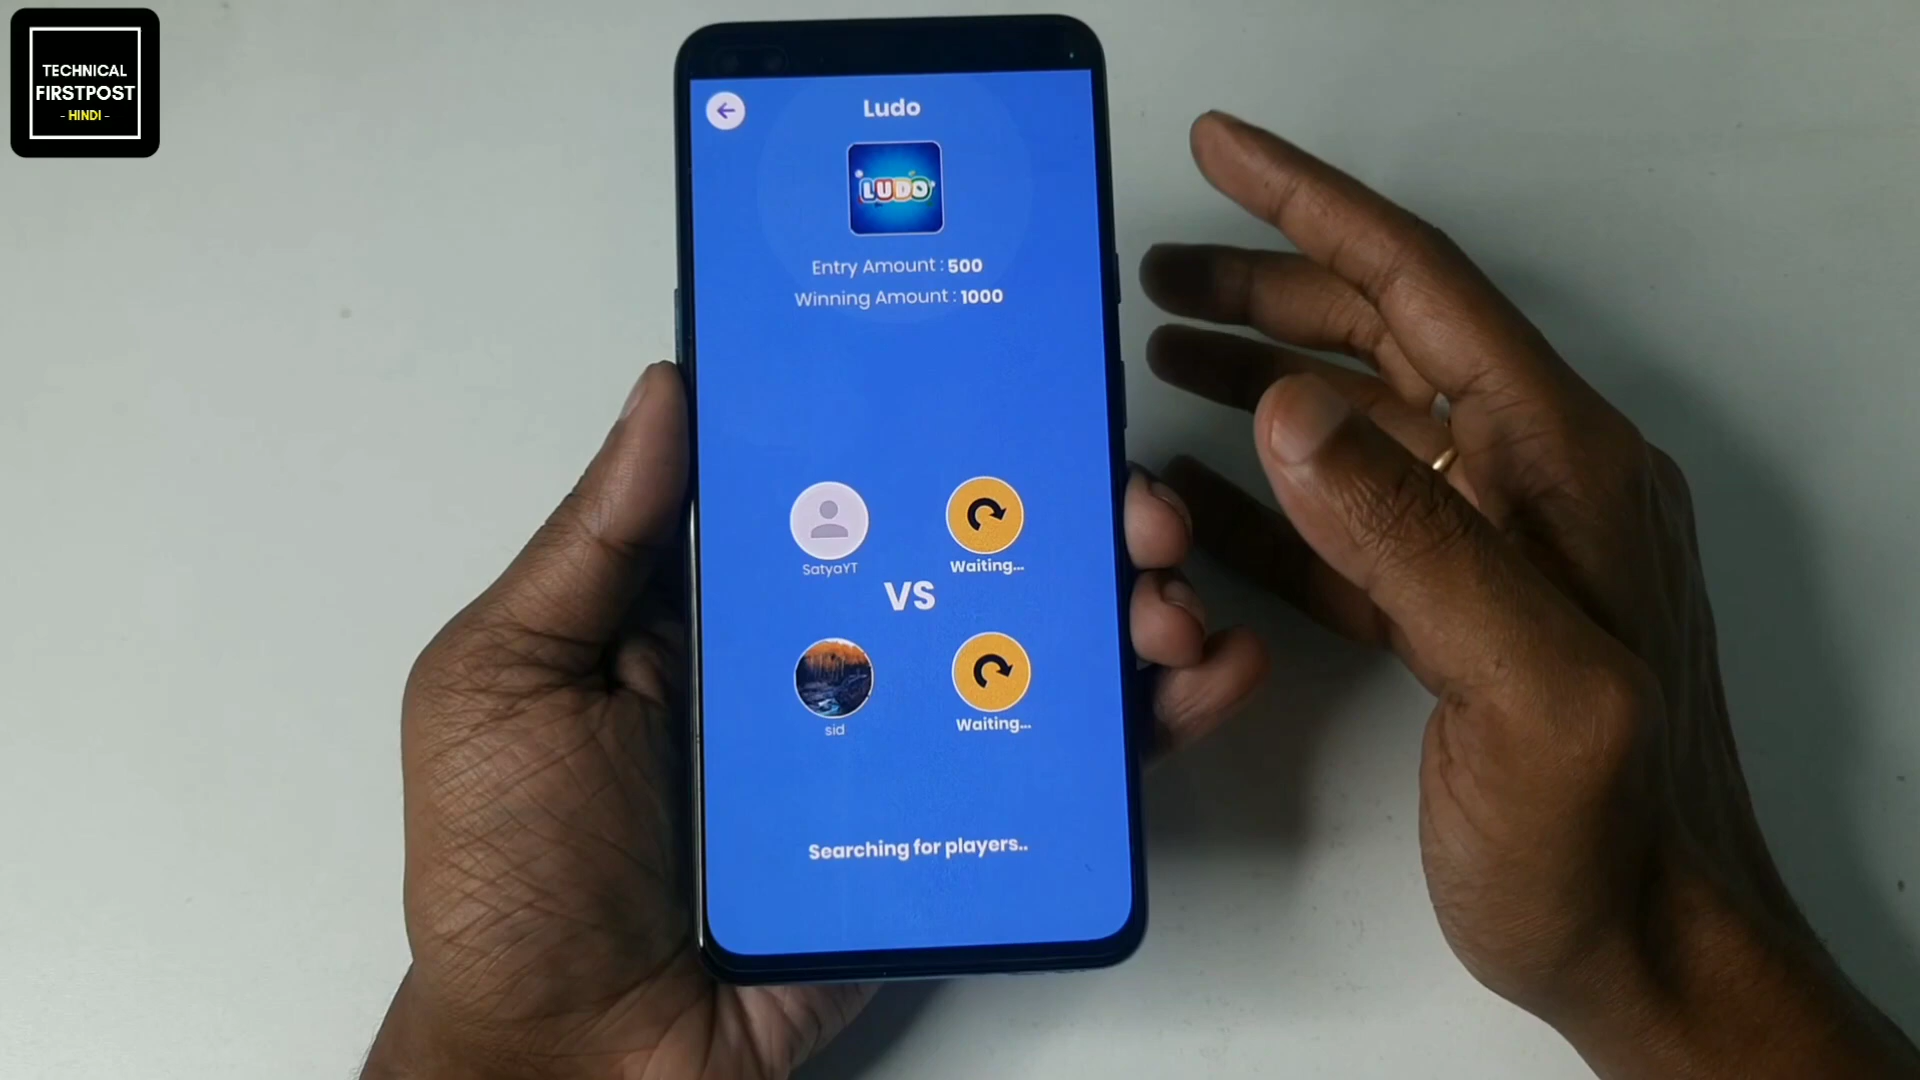 TECHNICAL
FIRSTPOST
- HINDI -
Ludo
LUDO
Entry Amount : 500
Winning Amount : 1000
SatyaYT
Waiting...
VS
sid
Waiting...
Searching for players..